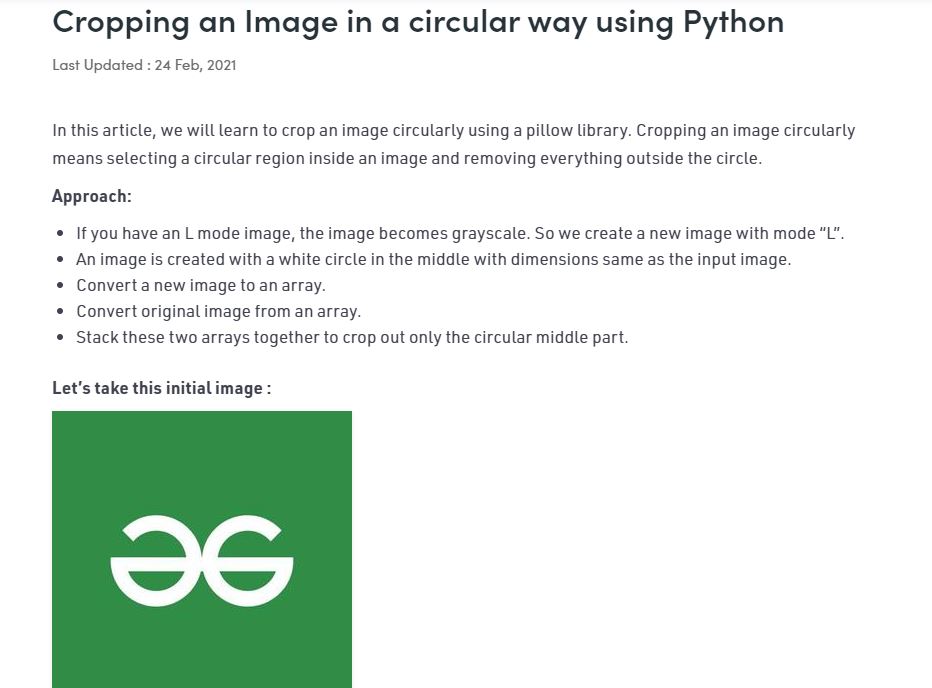 Cropping an Image in a circular way using Python
Last Updated : 24 Feb, 2021
In this article, we will learn to crop an image circularly using a pillow library. Cropping an image circularly
means selecting a circular region inside an image and removing everything outside the circle.
Approach:
• If you have an L mode image, the image becomes grayscale. So we create a new image with mode “L”.
• An image is created with a white circle in the middle with dimensions same as the input image.
• Convert a new image to an array.
• Convert original image from an array.
• Stack these two arrays together to crop out only the circular middle part.
Let’s take this initial image :